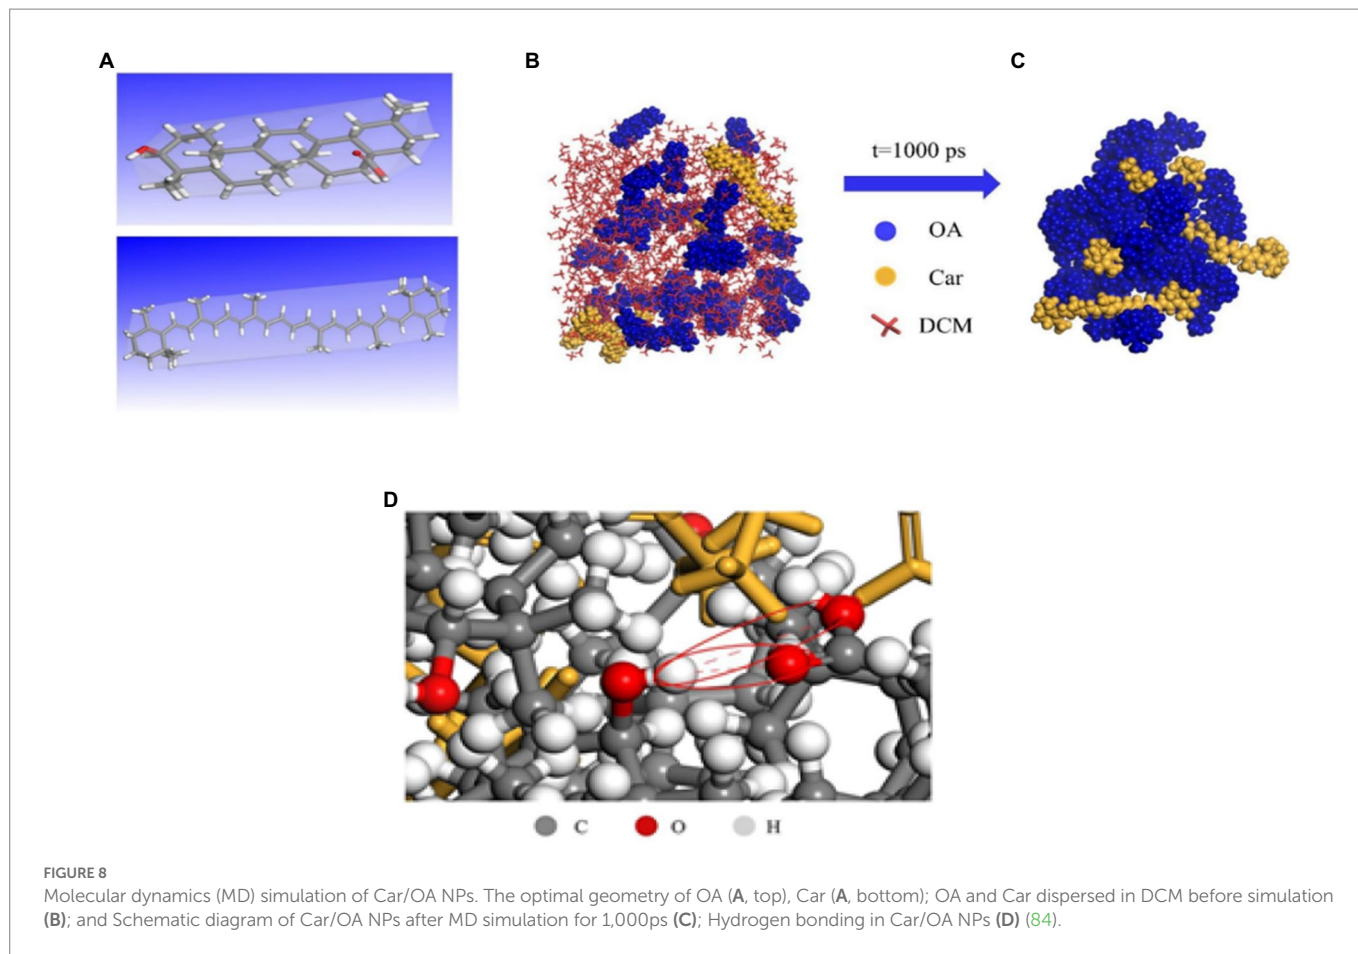 A
B
C
t=1000 ps
OA
Car
DCM
D
C O H
FIGURE 8
Molecular dynamics (MD) simulation of Car/OA NPs. The optimal geometry of OA (A, top), Car (A, bottom); OA and Car dispersed in DCM before simulation
(B); and Schematic diagram of Car/OA NPs after MD simulation for 1,000ps (C); Hydrogen bonding in Car/OA NPs (D) (84).